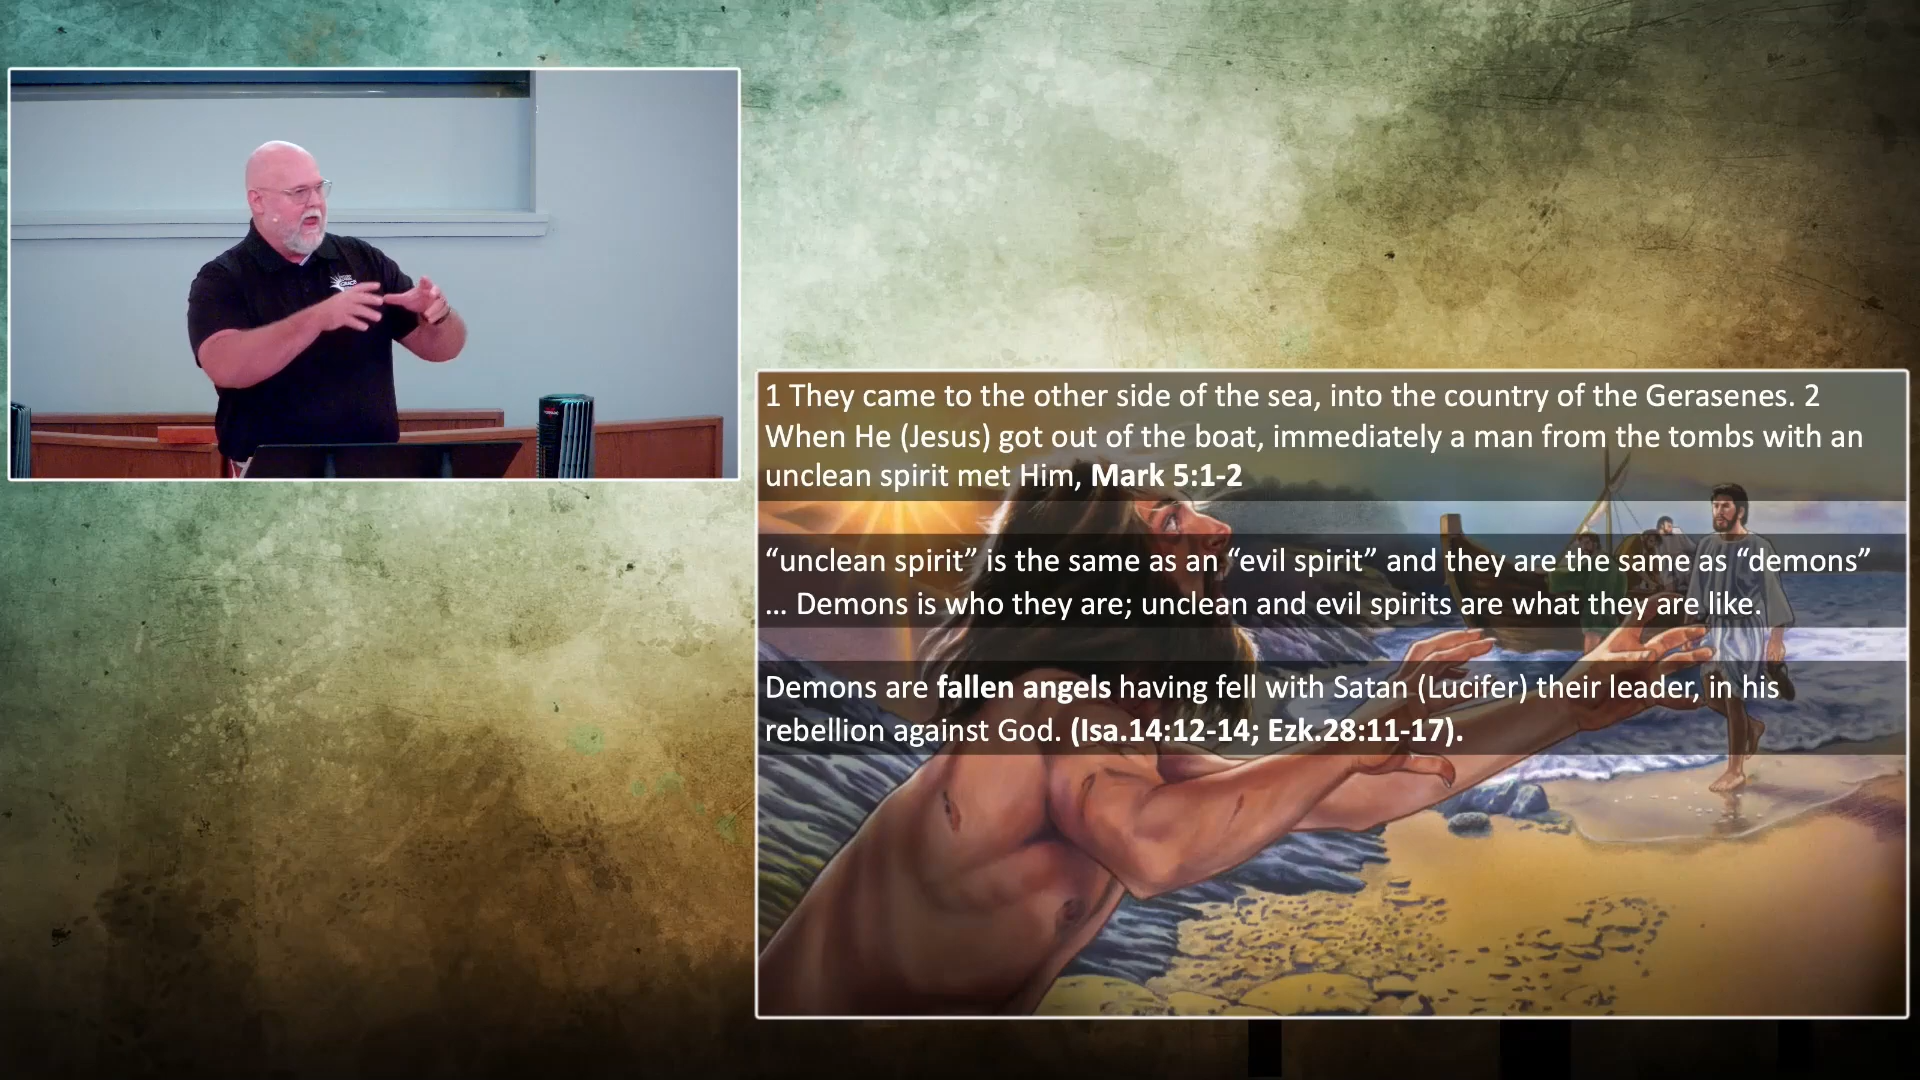 GRACE
1 They came to the other side of the sea, into the country of the Gerasenes. 2
When He (Jesus) got out of the boat, immediately a man from the tombs with an
unclean spirit met Him, Mark 5:1-2
“unclean spirit” is the same as an “evil spirit” and they are the same as “demons”
... Demons is who they are; unclean and evil spirits are what they are like.
Demons are fallen angels having fell with Satan (Lucifer) their leader, in his
rebellion against God. (Isa.14:12-14; Ezk.28:11-17).